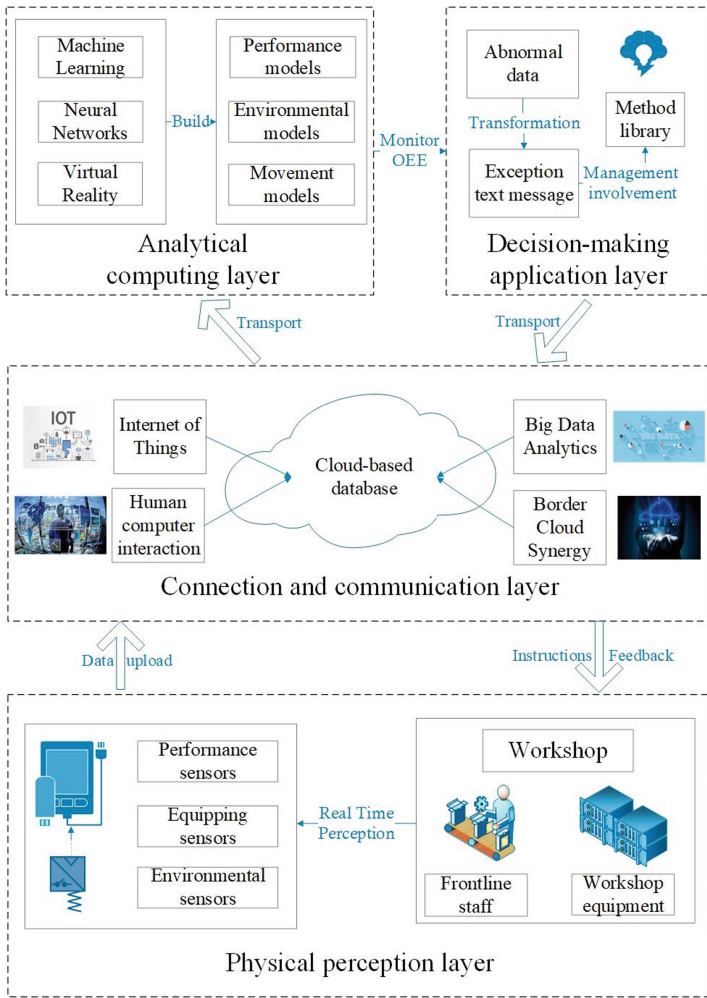 Machine
Learning
Neural
Networks
Virtual
Reality
Build
Performance
models
Environmental
models
Movement
models
Analytical
computing layer
Monitor
OEE
Abnormal
data
Transformation
Exception
text message
Method
library
Management
involvement
Decision-making
application layer
Transport
Transport
IOT
Internet of
Things
Human
computer
interaction
Cloud-based
database
Big Data
Analytics
BIG DATA
Border
Cloud
Synergy
Connection and communication layer
Data upload
Instructions Feedback
Performance
sensors
Equipping
sensors
Environmental
sensors
Real Time
Perception
Workshop
Frontline
staff
Workshop
equipment
Physical perception layer